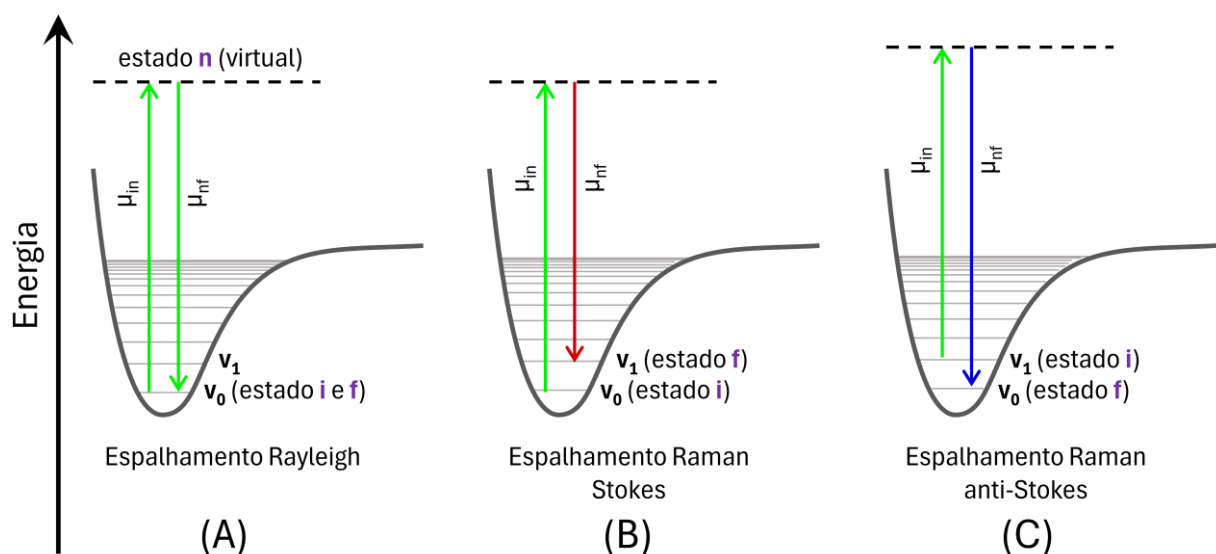 Energia
estado n (virtual)
μin
μnf
v1
v0 (estado i e f)
Espalhamento Rayleigh
(A)
μin
μnf
v1 (estado f)
v0 (estado i)
Espalhamento Raman
Stokes
(B)
μin
μnf
v1 (estado i)
v0 (estado f)
Espalhamento Raman
anti-Stokes
(C)